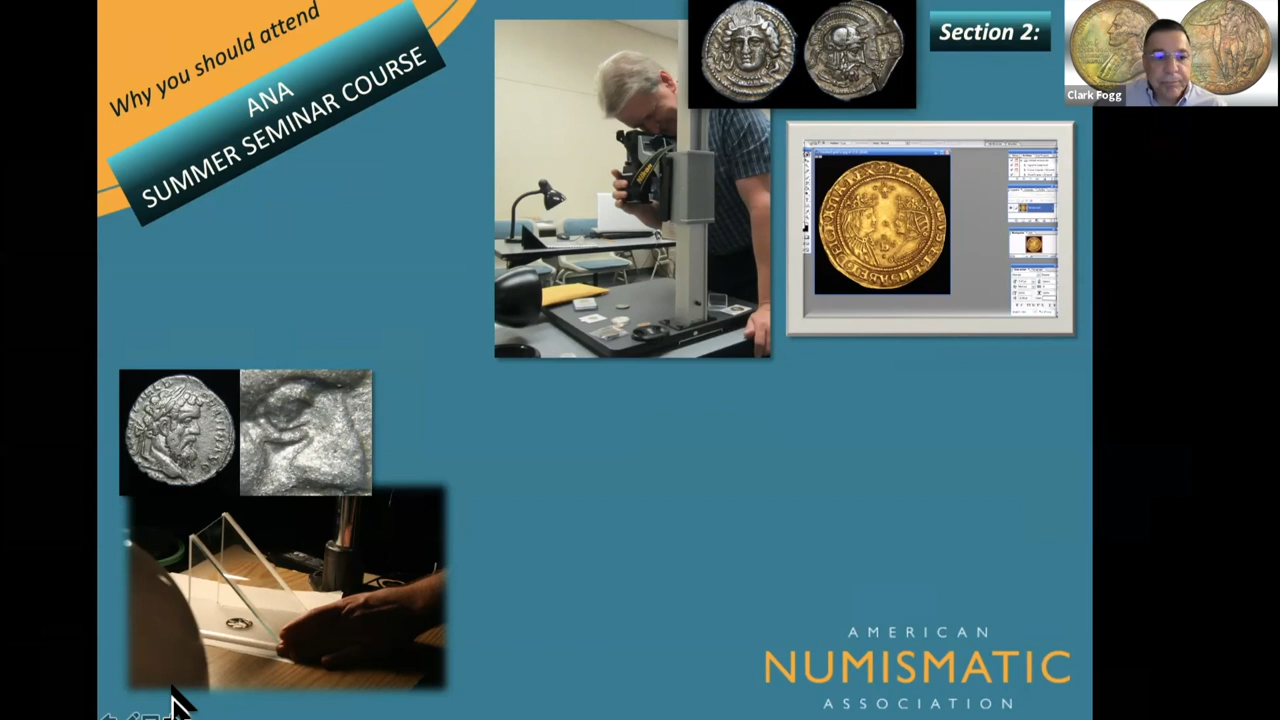 Why you should attend
ANA
SUMMER SEMINAR COURSE
Section 2:
Clark Fogg
AMERICAN
NUMISMATIC
ASSOCIATION